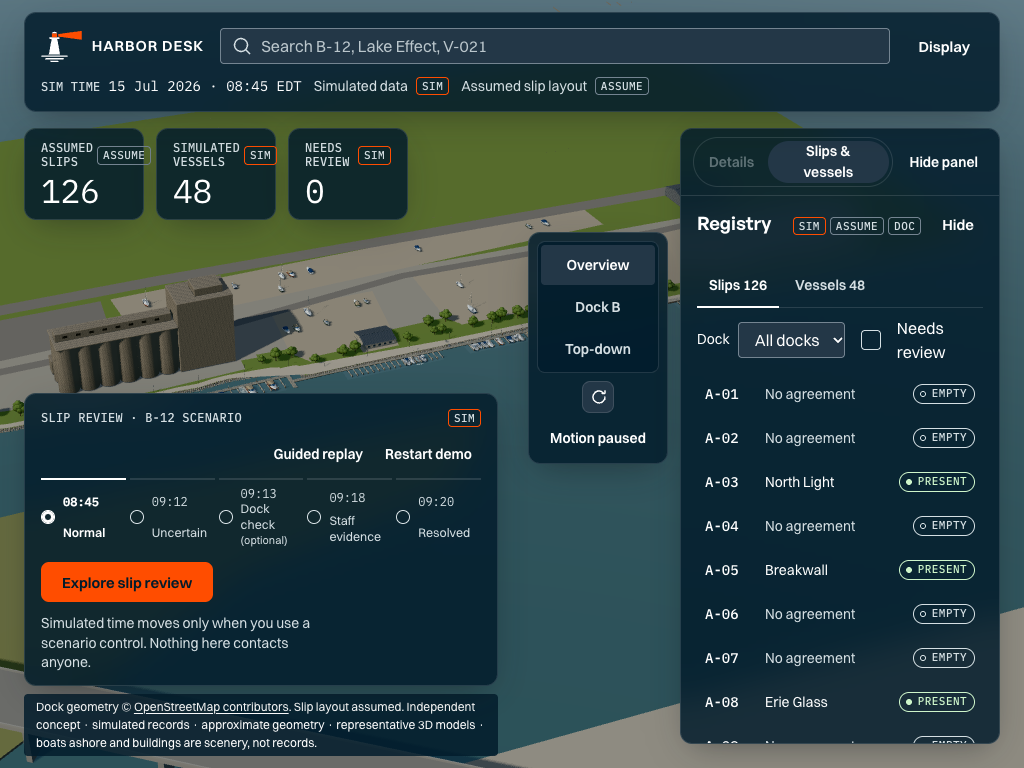 HARBOR DESK
Search B-12, Lake Effect, V-021
Display
SIM TIME 15 Jul 2026 · 08:45 EDT Simulated data SIM Assumed slip layout ASSUME
ASSUMED SLIPS ASSUME
126
SIMULATED VESSELS SIM
48
NEEDS REVIEW SIM
0
Overview
Dock B
Top-down
Motion paused
SLIP REVIEW · B-12 SCENARIO SIM
Guided replay Restart demo
08:45
Normal
09:12
Uncertain
09:13
Dock
check
(optional)
09:18
Staff
evidence
09:20
Resolved
Explore slip review
Simulated time moves only when you use a
scenario control. Nothing here contacts
anyone.
Dock geometry © OpenStreetMap contributors. Slip layout assumed. Independent
concept · simulated records · approximate geometry · representative 3D models ·
boats ashore and buildings are scenery, not records.
Details
Slips &
vessels
Hide panel
Registry SIM ASSUME DOC Hide
Slips 126 Vessels 48
Dock All docks
Needs
review
A-01 No agreement EMPTY
A-02 No agreement EMPTY
A-03 North Light PRESENT
A-04 No agreement EMPTY
A-05 Breakwall PRESENT
A-06 No agreement EMPTY
A-07 No agreement EMPTY
A-08 Erie Glass PRESENT